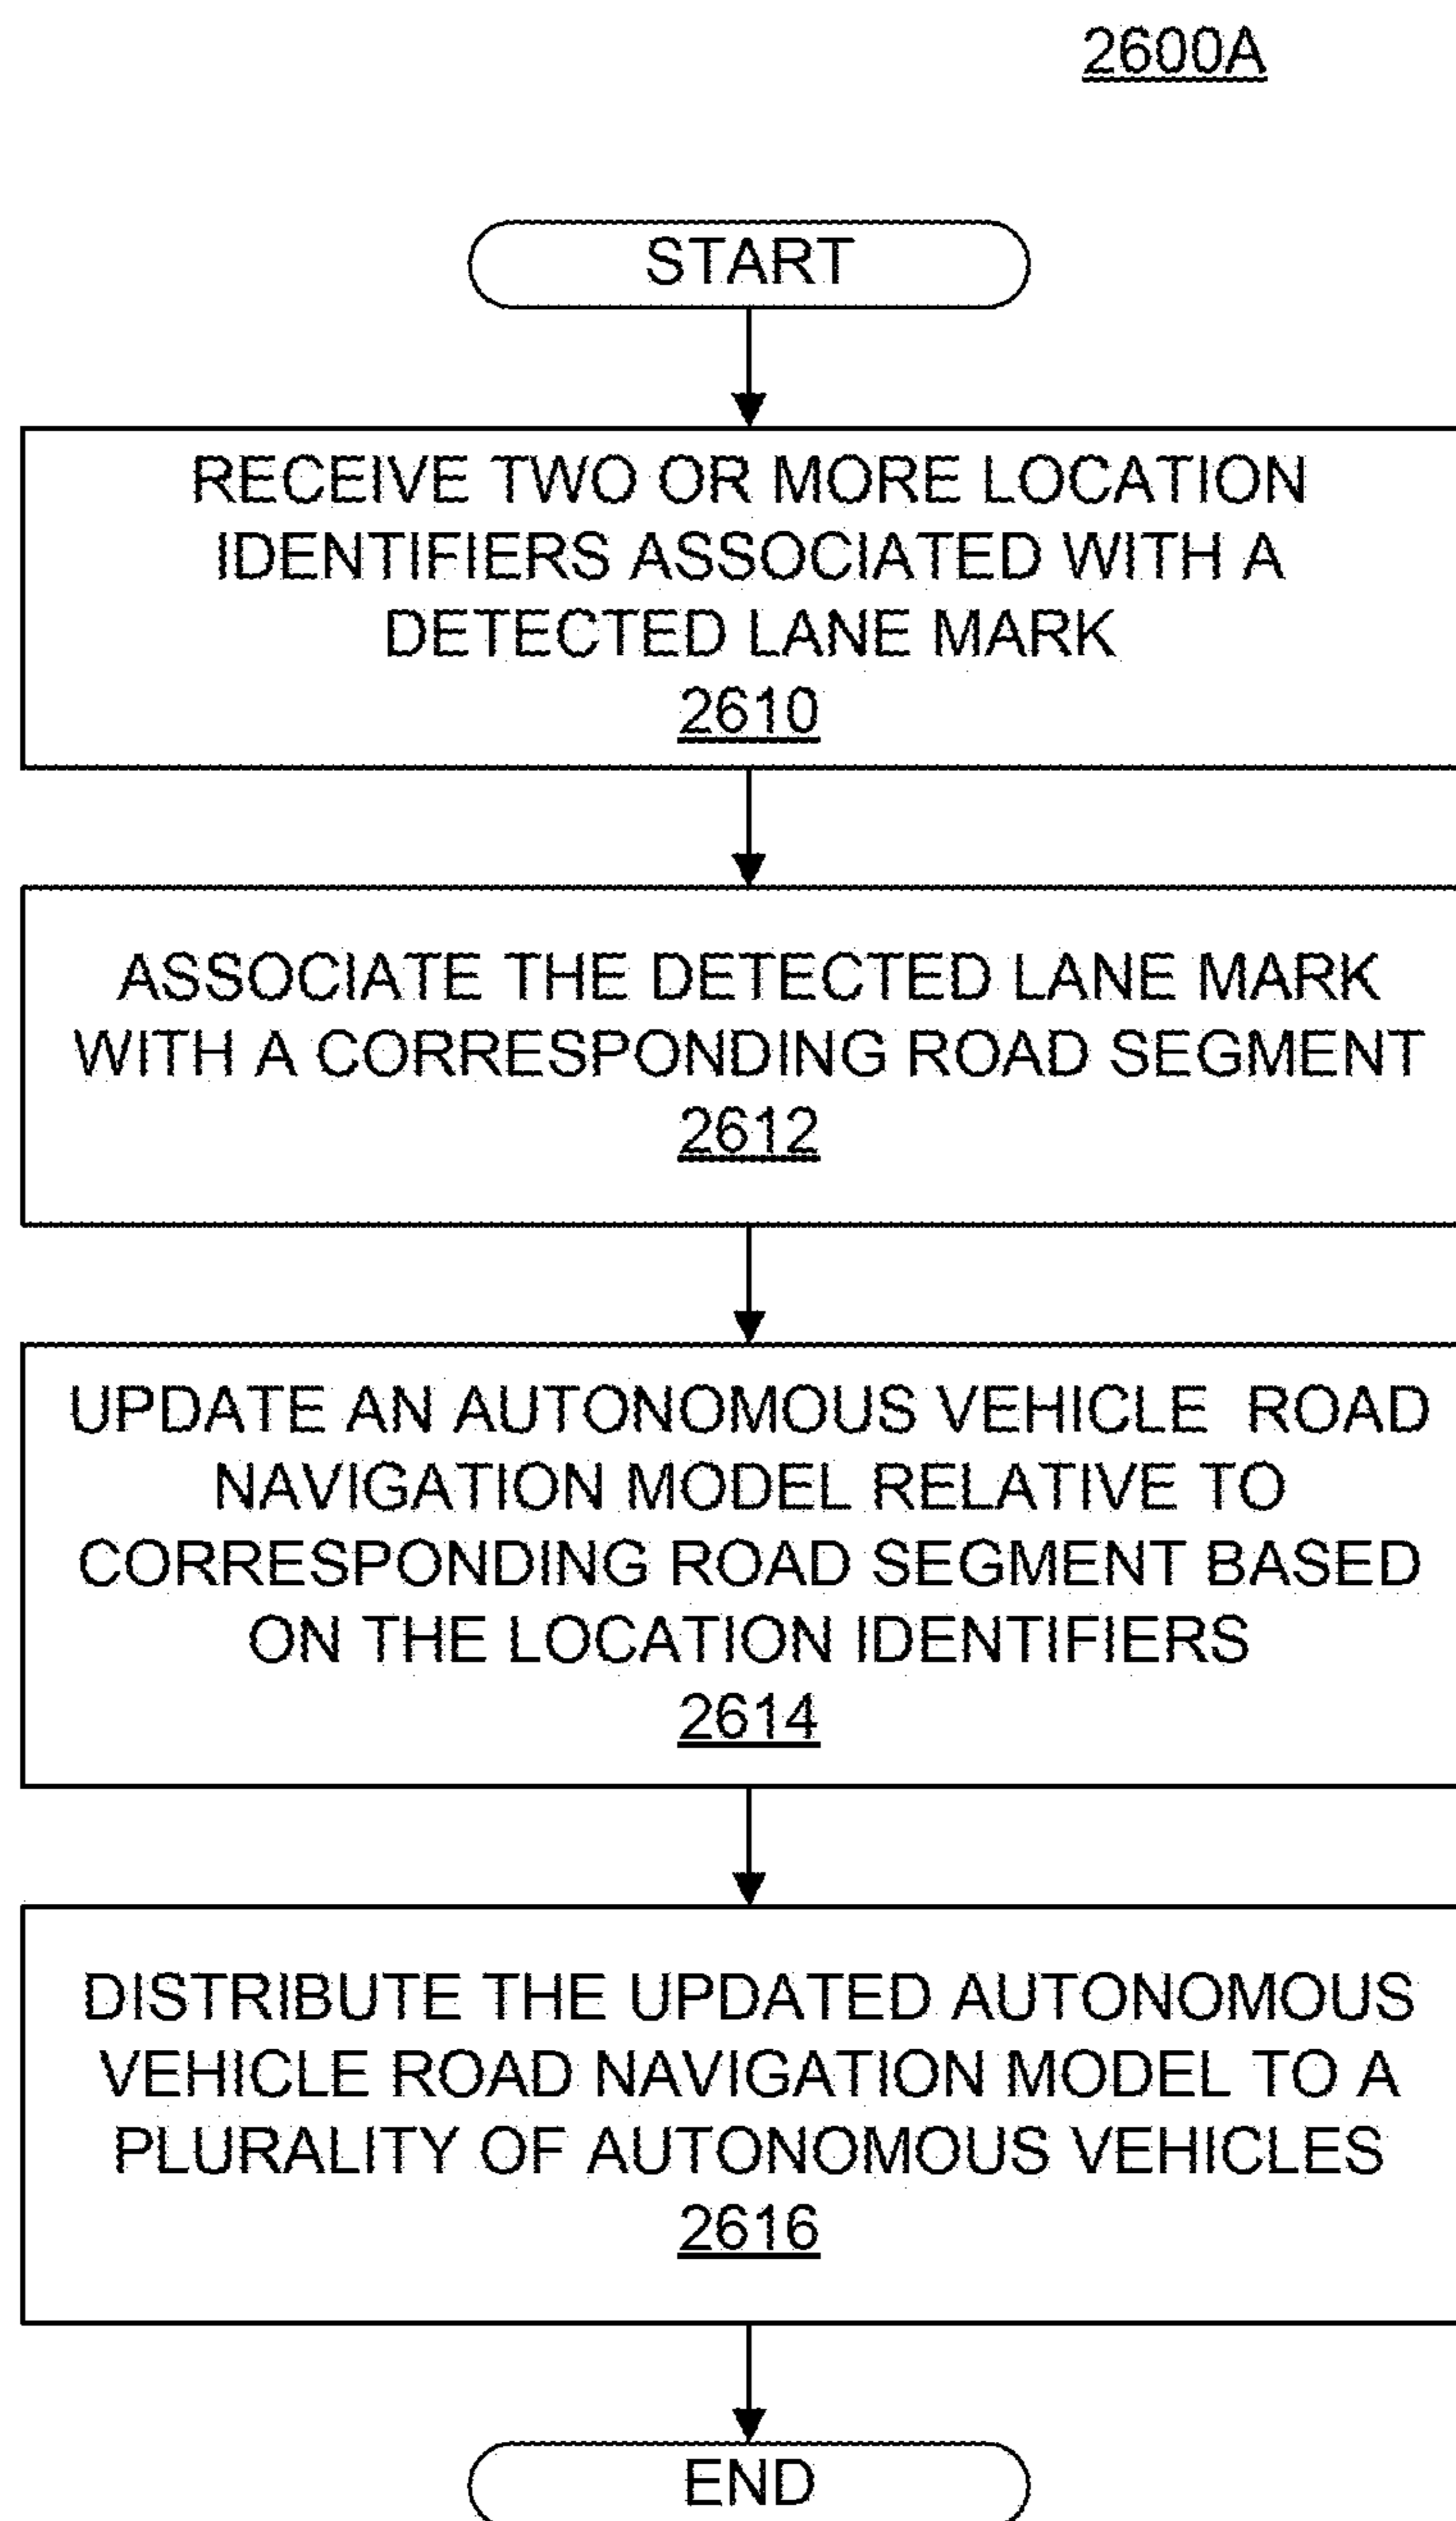 2600A
START
RECEIVE TWO OR MORE LOCATION
IDENTIFIERS ASSOCIATED WITH A
DETECTED LANE MARK
2610
ASSOCIATE THE DETECTED LANE MARK
WITH A CORRESPONDING ROAD SEGMENT
2612
UPDATE AN AUTONOMOUS VEHICLE ROAD
NAVIGATION MODEL RELATIVE TO
CORRESPONDING ROAD SEGMENT BASED
ON THE LOCATION IDENTIFIERS
2614
DISTRIBUTE THE UPDATED AUTONOMOUS
VEHICLE ROAD NAVIGATION MODEL TO A
PLURALITY OF AUTONOMOUS VEHICLES
2616
END